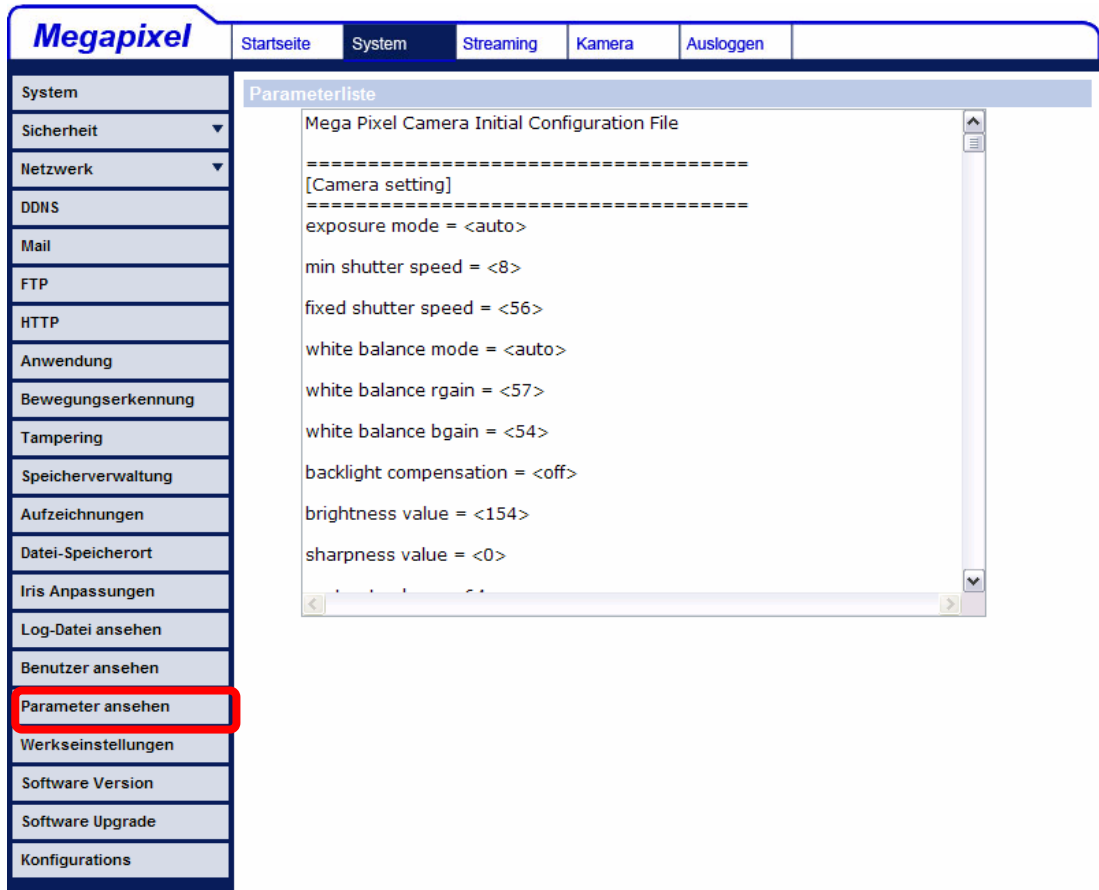 Megapixel
Startseite System Streaming Kamera Ausloggen
System
Sicherheit
Netzwerk
DDNS
Mail
FTP
HTTP
Anwendung
Bewegungserkennung
Tampering
Speicherverwaltung
Aufzeichnungen
Datei-Speicherort
Iris Anpassungen
Log-Datei ansehen
Benutzer ansehen
Parameter ansehen
Werkseinstellungen
Software Version
Software Upgrade
Konfigurations
Parameterliste
Mega Pixel Camera Initial Configuration File
====================================
[Camera setting]
====================================
exposure mode = <auto>
min shutter speed = <8>
fixed shutter speed = <56>
white balance mode = <auto>
white balance rgain = <57>
white balance bgain = <54>
backlight compensation = <off>
brightness value = <154>
sharpness value = <0>